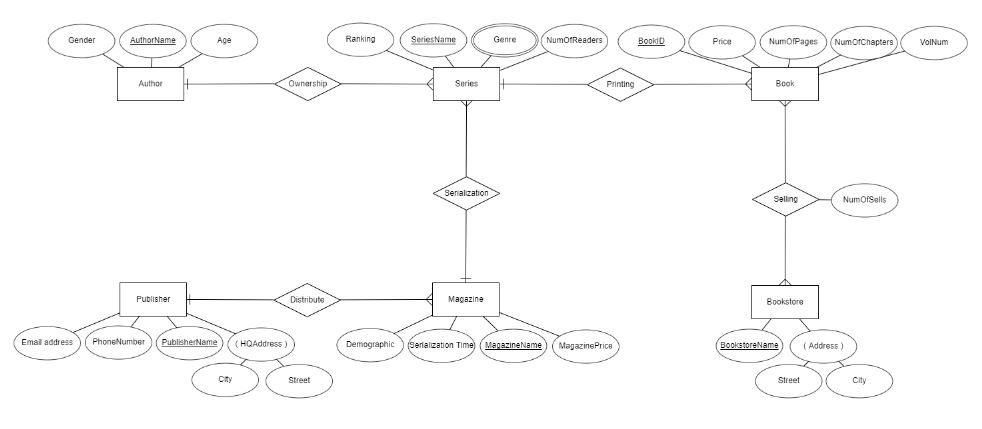 Gender
AuthorName
Age
Ranking
SeriesName
Genre
NumOfReaders
BookID
Price
NumOfPages
NumOfChapters
VolNum
Author
Ownership
Series
Printing
Book
Serialization
Selling
NumOfSells
Publisher
Distribute
Magazine
Bookstore
Email address
PhoneNumber
PublisherName
( HQAddress )
Demographic
Serialization Time
MagazineName
MagazinePrice
BookstoreName
( Address )
City
Street
Street
City